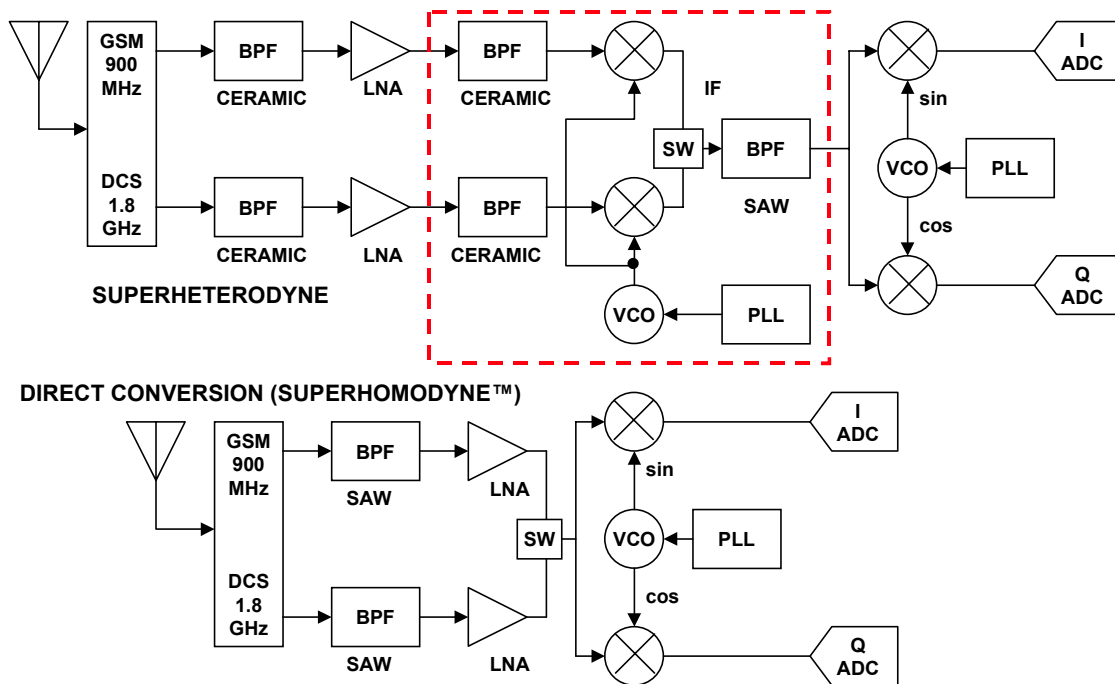 GSM
900
MHz
DCS
1.8
GHz
BPF
CERAMIC
LNA
BPF
CERAMIC
IF
SW
BPF
SAW
BPF
CERAMIC
LNA
BPF
CERAMIC
VCO
PLL
sin
VCO
PLL
cos
I
ADC
Q
ADC
SUPERHETERODYNE
DIRECT CONVERSION (SUPERHOMODYNE™)
GSM
900
MHz
DCS
1.8
GHz
BPF
SAW
LNA
SW
BPF
SAW
LNA
sin
VCO
PLL
cos
I
ADC
Q
ADC